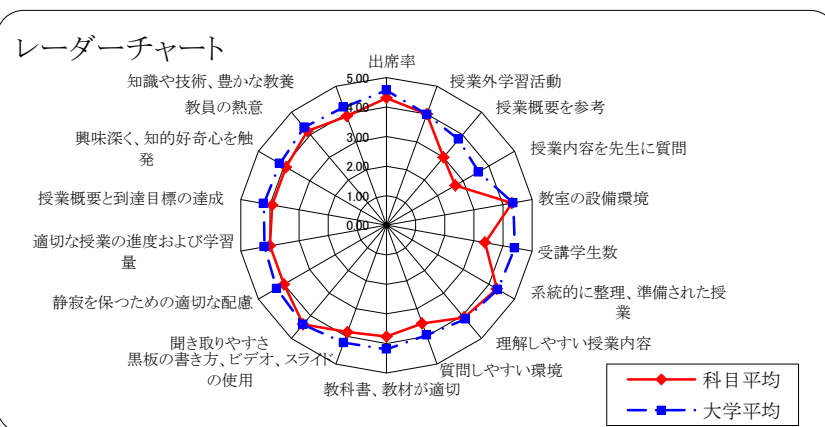 レーダーチャート
出席率
授業外学習活動
授業概要を参考
授業内容を先生に質問
教室の設備環境
受講学生数
系統的に整理、準備された授
業
理解しやすい授業内容
質問しやすい環境
教科書、教材が適切
黒板の書き方、ビデオ、スライド
の使用
聞き取りやすさ
静寂を保つための適切な配慮
適切な授業の進度および学習
量
授業概要と到達目標の達成
興味深く、知的好奇心を触
発
教員の熱意
知識や技術、豊かな教養
5.00
4.00
3.00
2.00
1.00
0.00
科目平均
大学平均